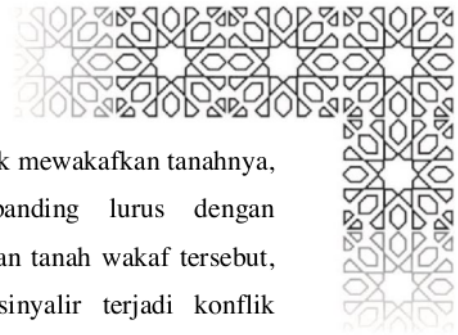 k mewakafkan tanahnya,
banding lurus dengan
an tanah wakaf tersebut,
sinyalir terjadi konflik